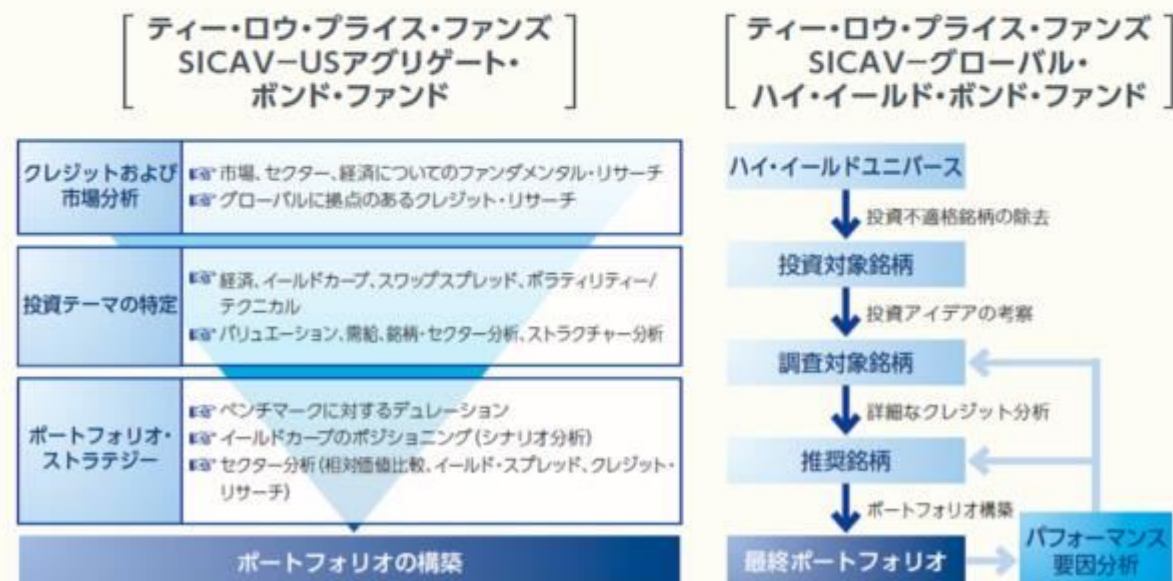 ティー・ロウ・プライス・ファンズ
SICAV−USアグリゲート・
ボンド・ファンド
クレジットおよび
市場分析
市場、セクター、経済についてのファンダメンタル・リサーチ
グローバルに拠点のあるクレジット・リサーチ
投資テーマの特定
経済、イールドカーブ、スワップスプレッド、ボラティリティー/
テクニカル
バリュエーション、需給、銘柄・セクター分析、ストラクチャー分析
ポートフォリオ・
ストラテジー
ベンチマークに対するデュレーション
イールドカーブのポジショニング(シナリオ分析)
セクター分析(相対価値比較、イールド・スプレッド、クレジット・
リサーチ)
ポートフォリオの構築
ティー・ロウ・プライス・ファンズ
SICAV−グローバル・
ハイ・イールド・ボンド・ファンド
ハイ・イールドユニバース
投資不適格銘柄の除去
投資対象銘柄
投資アイデアの考察
調査対象銘柄
詳細なクレジット分析
推奨銘柄
ポートフォリオ構築
最終ポートフォリオ
パフォーマンス
要因分析